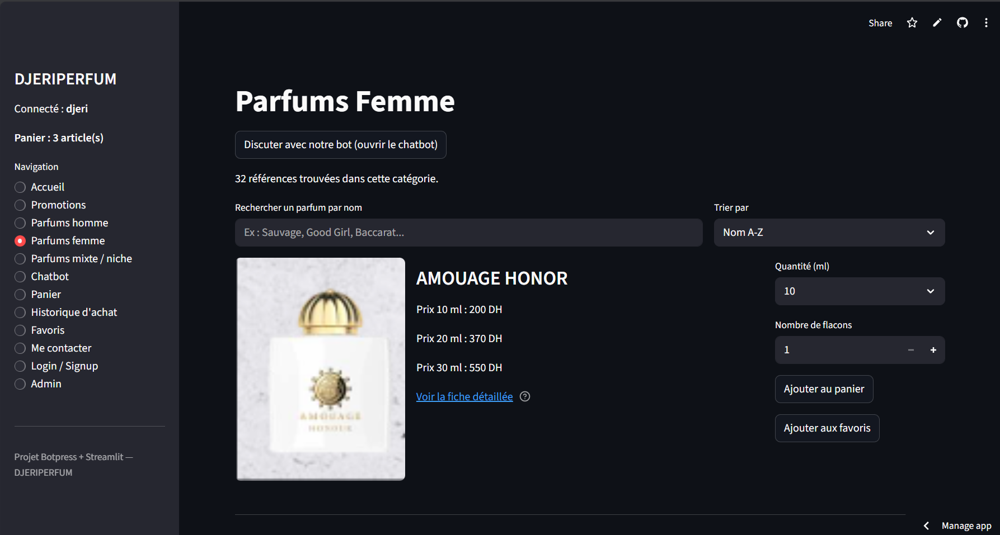 Share
DJERIPERFUM
Connecté : djeri
Panier : 3 article(s)
Navigation
Accueil
Promotions
Parfums homme
Parfums femme
Parfums mixte / niche
Chatbot
Panier
Historique d'achat
Favoris
Me contacter
Login / Signup
Admin
Projet Botpress + Streamlit —
DJERIPERFUM
Parfums Femme
Discuter avec notre bot (ouvrir le chatbot)
32 références trouvées dans cette catégorie.
Rechercher un parfum par nom
Ex : Sauvage, Good Girl, Baccarat...
Trier par
Nom A-Z
AMOUAGE
HONOUR
AMOUAGE HONOR
Prix 10 ml : 200 DH
Prix 20 ml : 370 DH
Prix 30 ml : 550 DH
Voir la fiche détaillée
Quantité (ml)
10
Nombre de flacons
1
Ajouter au panier
Ajouter aux favoris
Manage app